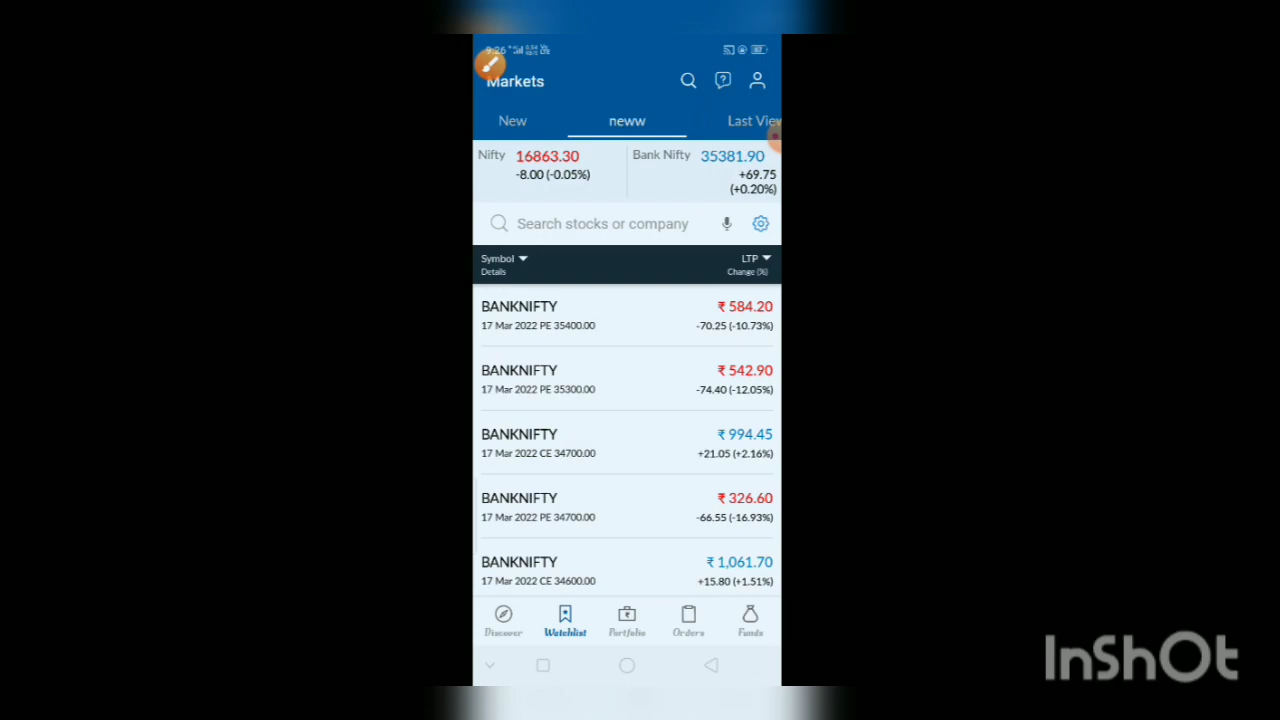 9:26
Markets
New neww Last View
Nifty 16863.30 Bank Nifty 35381.90
-8.00 (-0.05%) +69.75
(+0.20%)
Search stocks or company
Symbol LTP
Details Change (%)
BANKNIFTY ₹ 584.20
17 Mar 2022 PE 35400.00 -70.25 (-10.73%)
BANKNIFTY ₹ 542.90
17 Mar 2022 PE 35300.00 -74.40 (-12.05%)
BANKNIFTY ₹ 994.45
17 Mar 2022 CE 34700.00 +21.05 (+2.16%)
BANKNIFTY ₹ 326.60
17 Mar 2022 PE 34700.00 -66.55 (-16.93%)
BANKNIFTY ₹ 1,061.70
17 Mar 2022 CE 34600.00 +15.80 (+1.51%)
Discover Watchlist Portfolio Orders Funds
InShOt